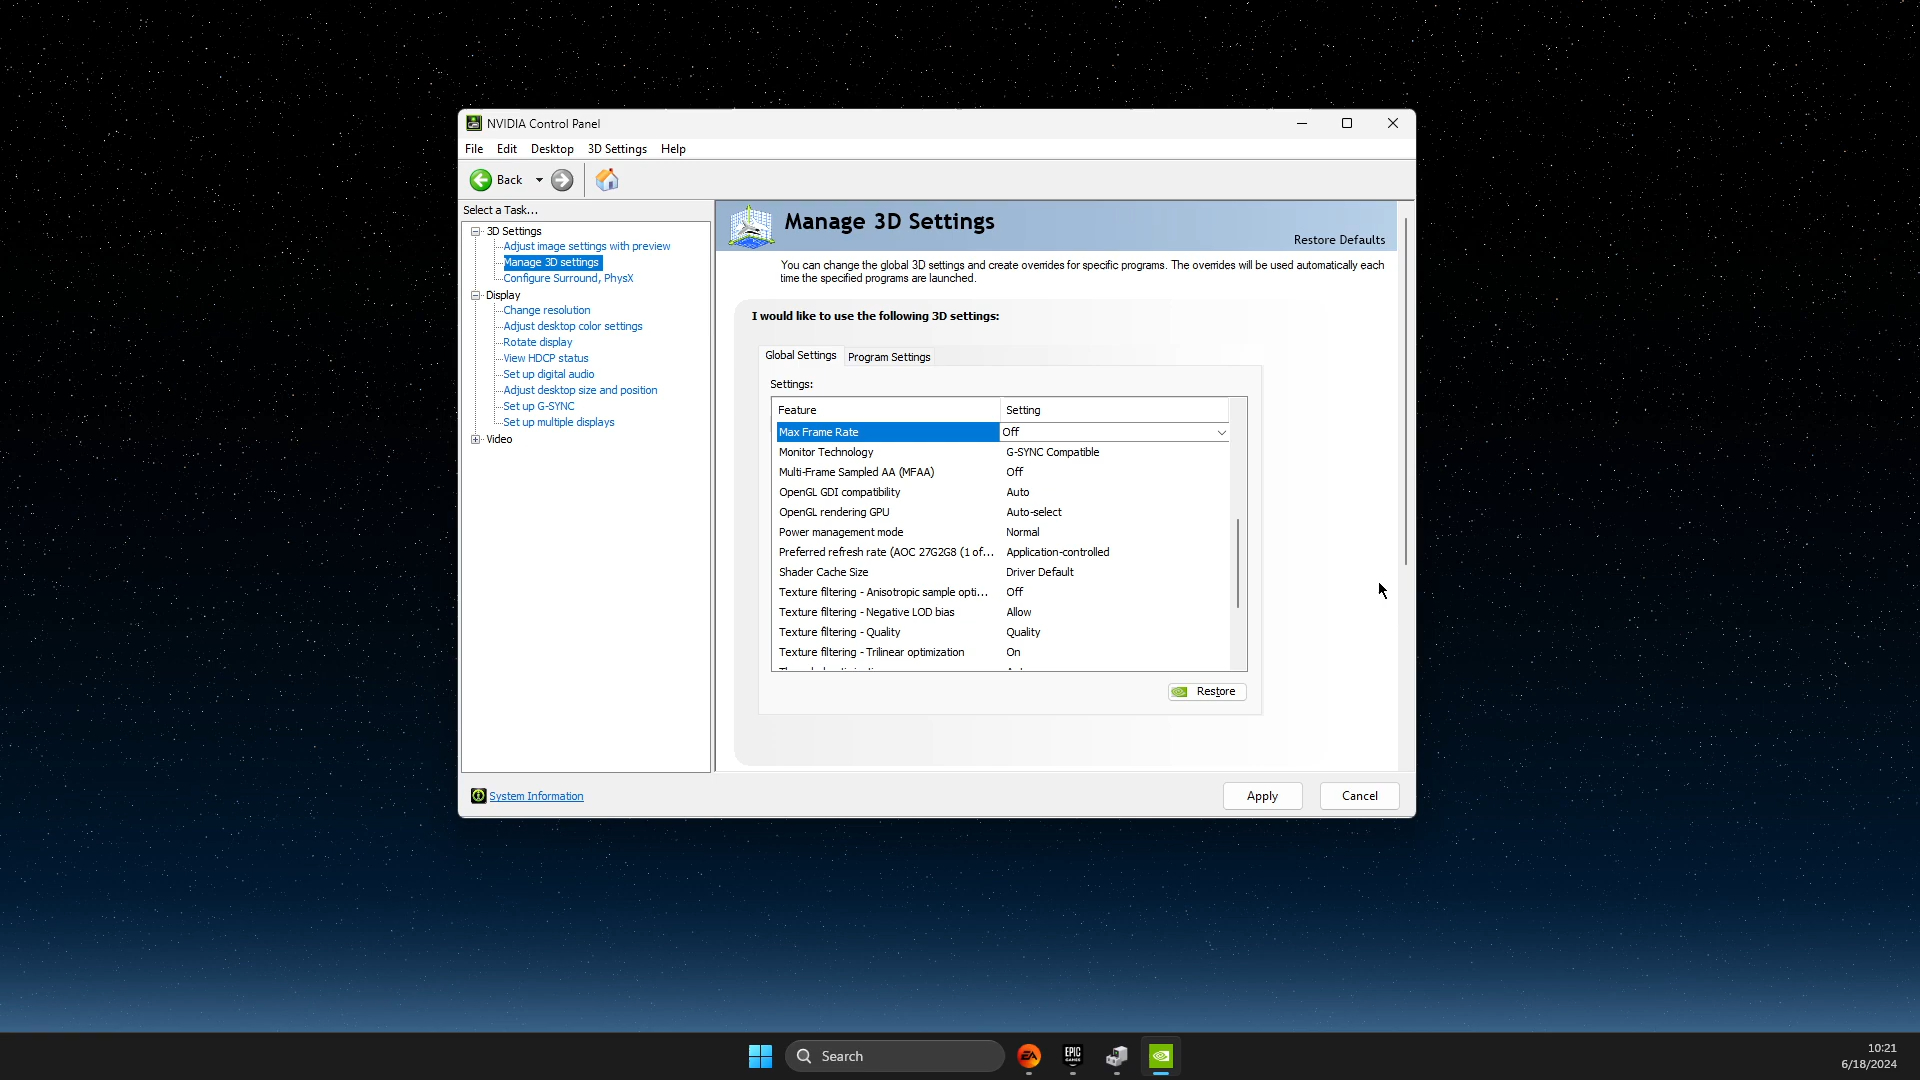 NVIDIA Control Panel
File Edit Desktop 3D Settings Help
Back
Select a Task...
3D Settings
Adjust image settings with preview
Manage 3D settings
Configure Surround, PhysX
Display
Change resolution
Adjust desktop color settings
Rotate display
View HDCP status
Set up digital audio
Adjust desktop size and position
Set up G-SYNC
Set up multiple displays
Video
Manage 3D Settings
Restore Defaults
You can change the global 3D settings and create overrides for specific programs. The overrides will be used automatically each
time the specified programs are launched.
I would like to use the following 3D settings:
Global Settings Program Settings
Settings:
Feature Setting
Max Frame Rate Off
Monitor Technology G-SYNC Compatible
Multi-Frame Sampled AA (MFAA) Off
OpenGL GDI compatibility Auto
OpenGL rendering GPU Auto-select
Power management mode Normal
Preferred refresh rate (AOC 27G2G8 (1 of... Application-controlled
Shader Cache Size Driver Default
Texture filtering - Anisotropic sample opti... Off
Texture filtering - Negative LOD bias Allow
Texture filtering - Quality Quality
Texture filtering - Trilinear optimization On
Restore
System Information
Apply Cancel
Search
EA
EPIC
GAMES
10:21
6/18/2024